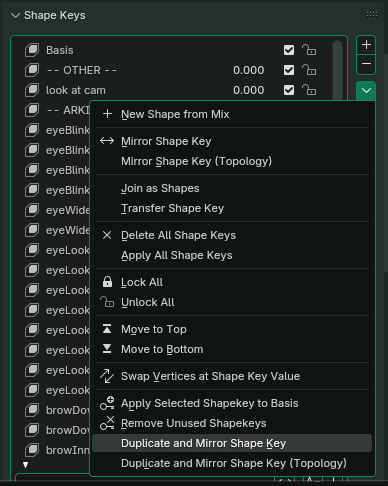 Shape Keys
Basis
-- OTHER -- 0.000
look at cam 0.000
-- ARKI
eyeBlink
eyeBlink
eyeBlink
eyeBlink
eyeWide
eyeWide
eyeLook
eyeLook
eyeLook
eyeLook
eyeLook
eyeLook
eyeLook
eyeLook
browDow
browDow
browInn
New Shape from Mix
Mirror Shape Key
Mirror Shape Key (Topology)
Join as Shapes
Transfer Shape Key
Delete All Shape Keys
Apply All Shape Keys
Lock All
Unlock All
Move to Top
Move to Bottom
Swap Vertices at Shape Key Value
Apply Selected Shapekey to Basis
Remove Unused Shapekeys
Duplicate and Mirror Shape Key
Duplicate and Mirror Shape Key (Topology)